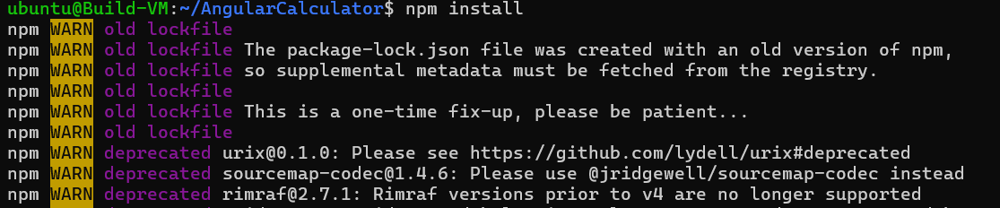 ubuntu@Build-VM:~/AngularCalculator$ npm install
npm WARN old lockfile
npm WARN old lockfile The package-lock.json file was created with an old version of npm,
npm WARN old lockfile so supplemental metadata must be fetched from the registry.
npm WARN old lockfile
npm WARN old lockfile This is a one-time fix-up, please be patient...
npm WARN old lockfile
npm WARN deprecated urix@0.1.0: Please see https://github.com/lydell/urix#deprecated
npm WARN deprecated sourcemap-codec@1.4.6: Please use @jridgewell/sourcemap-codec instead
npm WARN deprecated rimraf@2.7.1: Rimraf versions prior to v4 are no longer supported